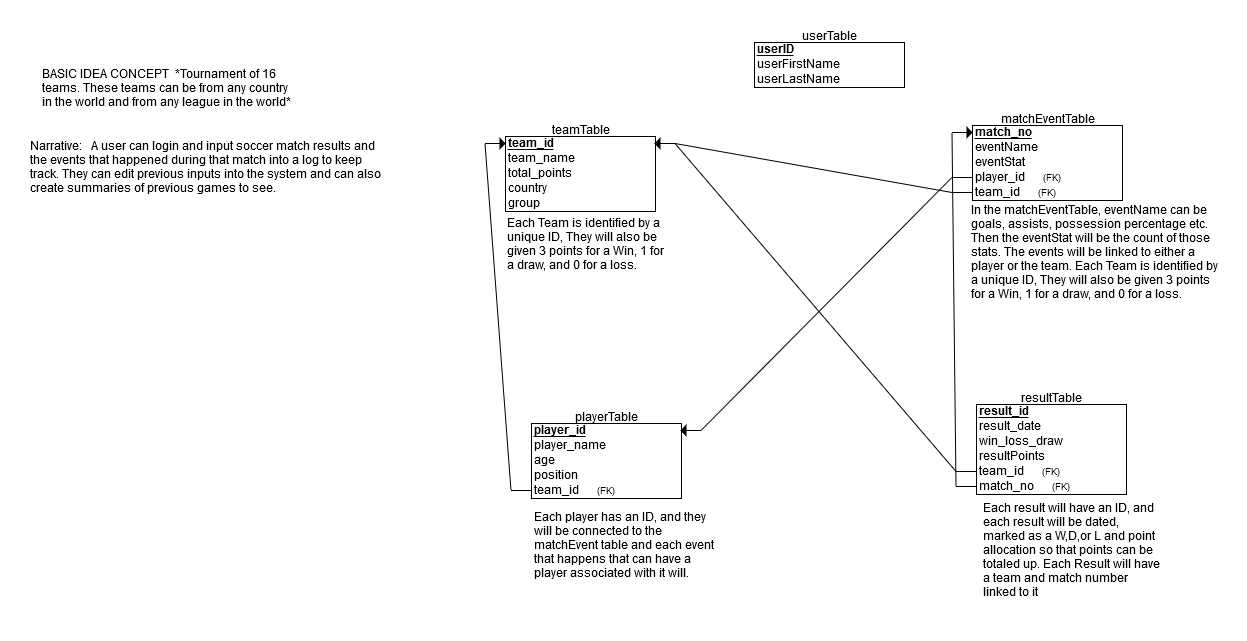 BASIC IDEA CONCEPT  *Tournament of 16
teams. These teams can be from any country
in the world and from any league in the world*
Narrative:   A user can login and input soccer match results and
the events that happened during that match into a log to keep
track. They can edit previous inputs into the system and can also
create summaries of previous games to see.
userTable
userID
userFirstName
userLastName
teamTable
team_id
team_name
total_points
country
group
Each Team is identified by a
unique ID, They will also be
given 3 points for a Win, 1 for
a draw, and 0 for a loss.
matchEventTable
match_no
eventName
eventStat
player_id (FK)
team_id (FK)
In the matchEventTable, eventName can be
goals, assists, possession percentage etc.
Then the eventStat will be the count of those
stats. The events will be linked to either a
player or the team. Each Team is identified by
a unique ID, They will also be given 3 points
for a Win, 1 for a draw, and 0 for a loss.
playerTable
player_id
player_name
age
position
team_id (FK)
Each player has an ID, and they
will be connected to the
matchEvent table and each event
that happens that can have a
player associated with it will.
resultTable
result_id
result_date
win_loss_draw
resultPoints
team_id (FK)
match_no (FK)
Each result will have an ID, and
each result will be dated,
marked as a W,D,or L and point
allocation so that points can be
totaled up. Each Result will have
a team and match number
linked to it